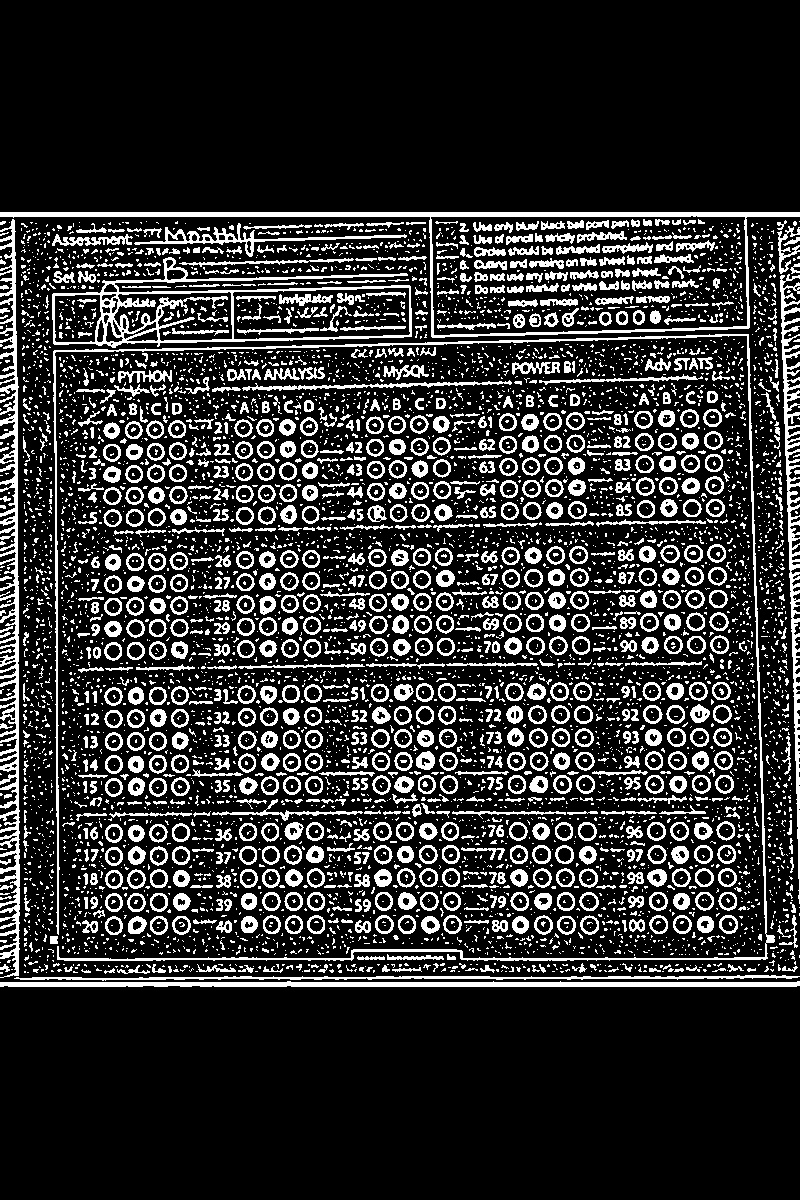 2. Use only blue/ black ball point pen to fill the circles.
3. Use of pencil is strictly prohibited.
4. Circles should be darkened completely and properly.
5. Cutting and erasing on this sheet is not allowed.
6. Do not use any stray marks on the sheet.
7. Do not use marker or white fluid to hide the mark.
WRONG METHODS CORRECT METHOD
Assessment: Monthly
Set No. B
Candidate Sign: Invigilator Sign:
PYTHON DATA ANALYSIS MySQL POWER BI Adv STATS
A B C D A B C D A B C D A B C D A B C D
1 21 41 61 81
2 22 42 62 82
3 23 43 63 83
4 24 44 64 84
5 25 45 65 85
6 26 46 66 86
7 27 47 67 87
8 28 48 68 88
9 29 49 69 89
10 30 50 70 90
11 31 51 71 91
12 32 52 72 92
13 33 53 73 93
14 34 54 74 94
15 35 55 75 95
16 36 56 76 96
17 37 57 77 97
18 38 58 78 98
19 39 59 79 99
20 40 60 80 100